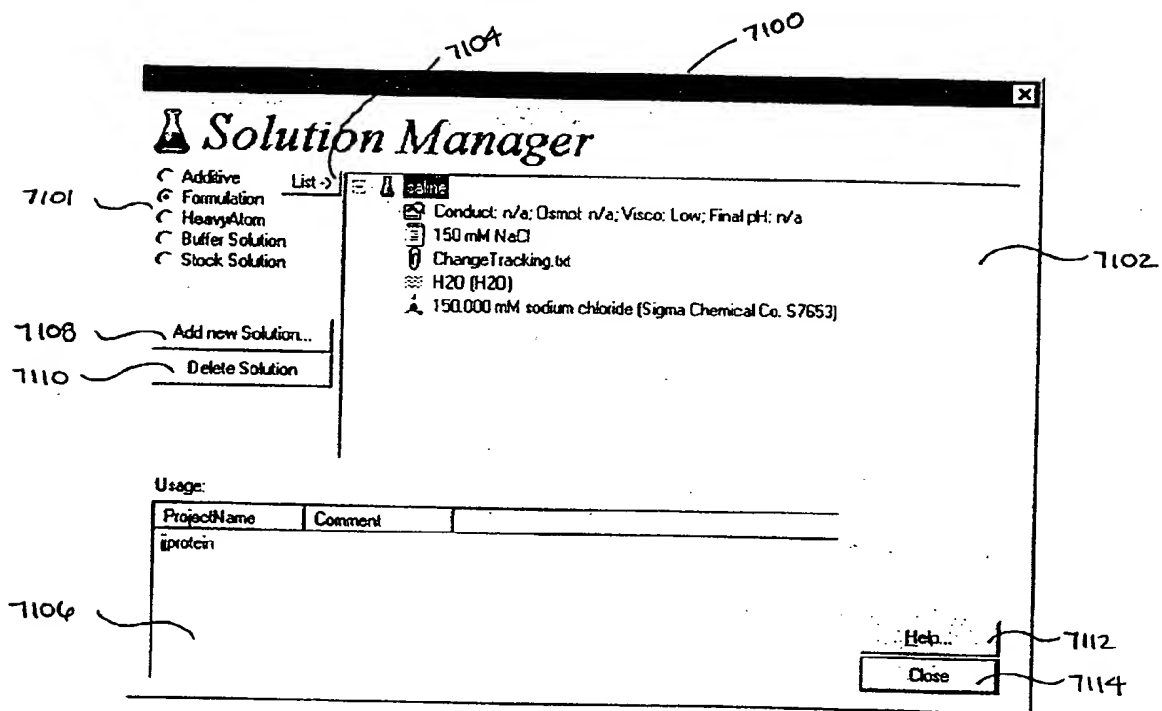 7104
7100
Solution Manager
7101
Additive
Formulation
HeavyAtom
Buffer Solution
Stock Solution
List ->
saline
Conduct: n/a; Osmot: n/a; Visco: Low; Final pH: n/a
150 mM NaCl
ChangeTracking.txt
H20 (H20)
150.000 mM sodium chloride (Sigma Chemical Co. S7653)
7102
7108
Add new Solution...
7110
Delete Solution
Usage:
ProjectName Comment
jjprotein
7106
Help...
7112
Close
7114